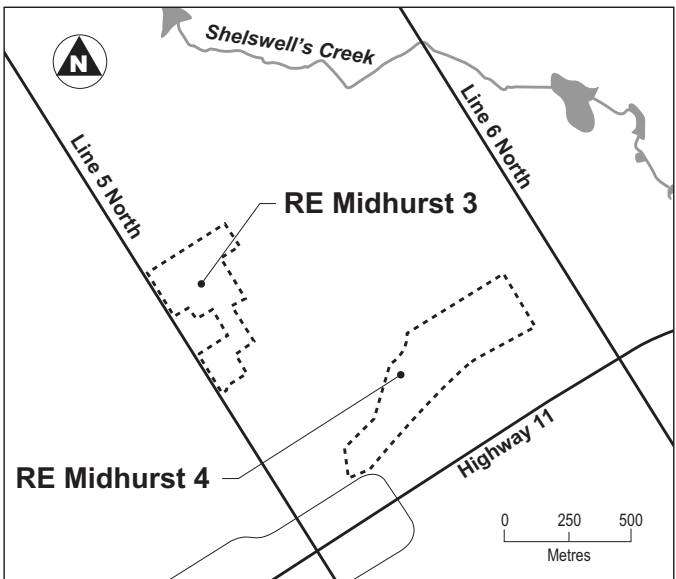 Shelswell's Creek
N
Line 6 North
Line 5 North
RE Midhurst 3
RE Midhurst 4
Highway 11
0 250 500
Metres